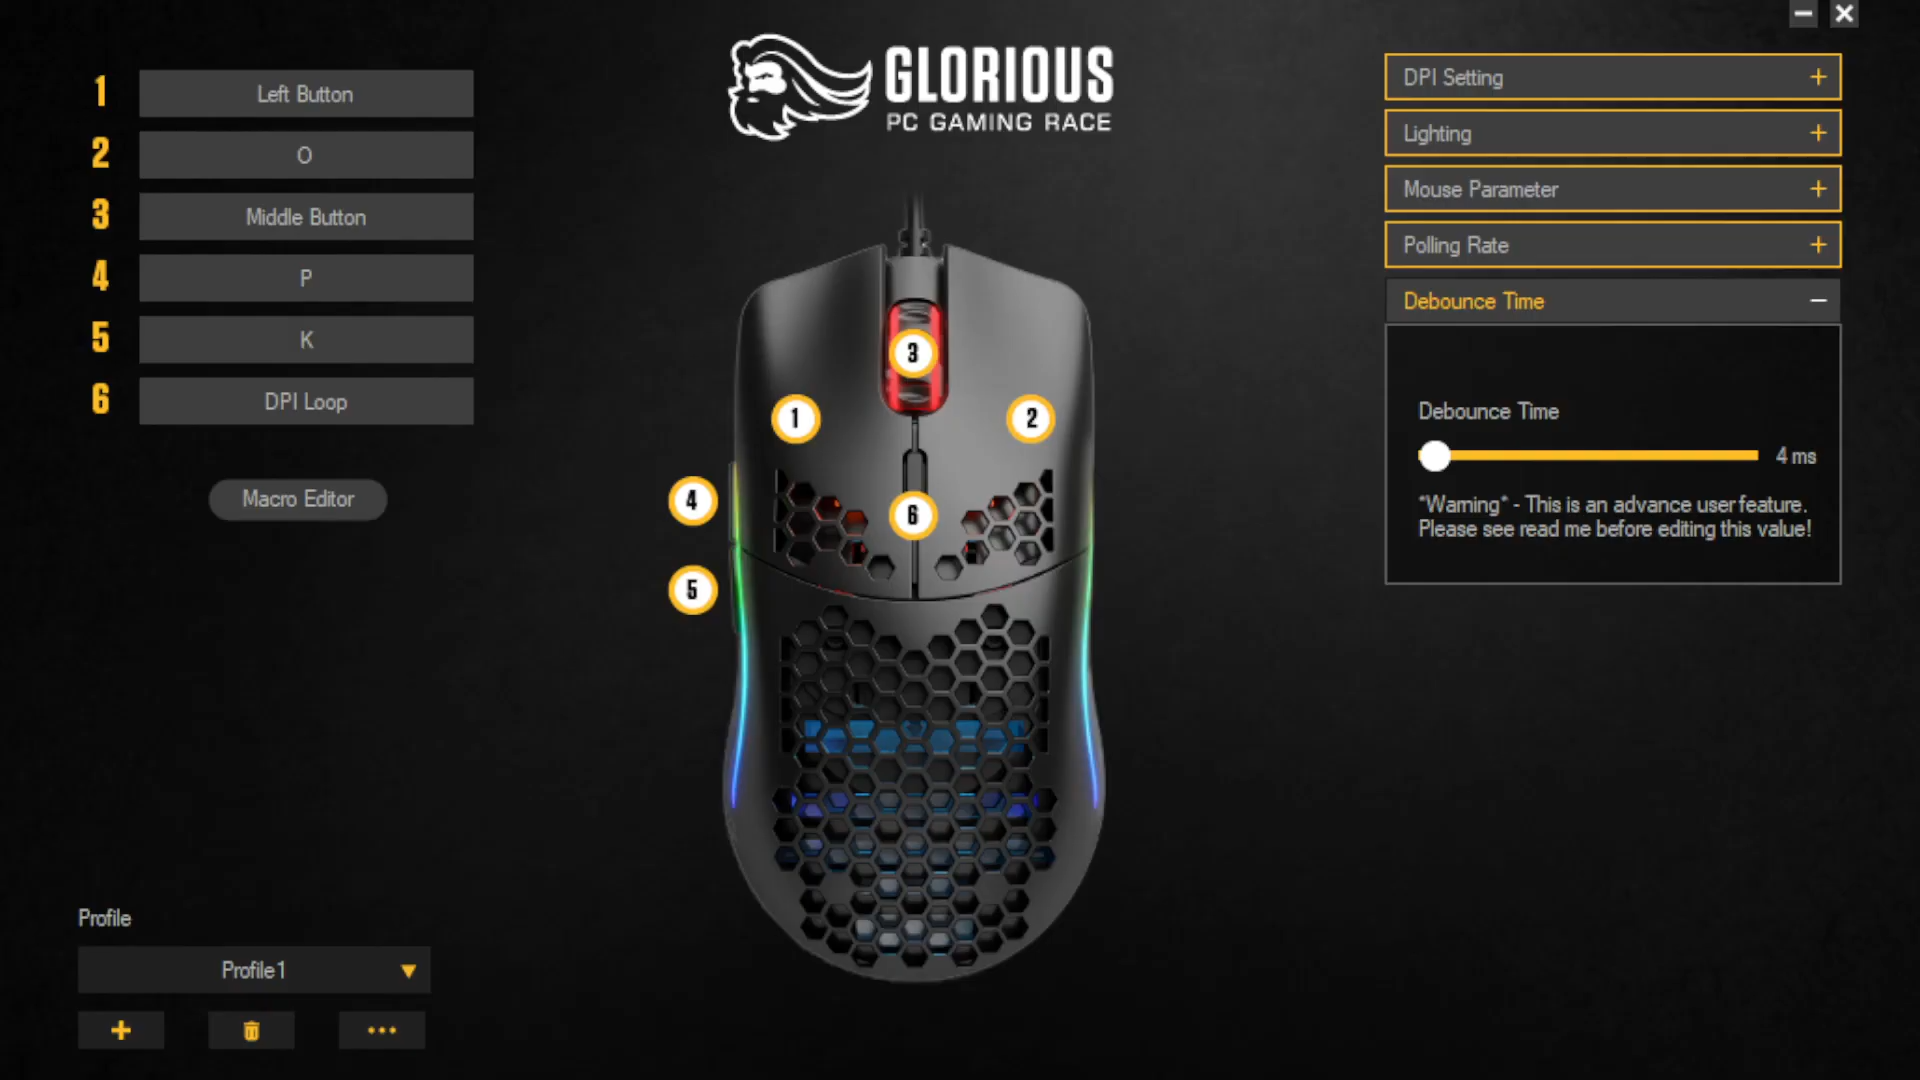 GLORIOUS
PC GAMING RACE
1 Left Button
2 O
3 Middle Button
4 P
5 K
6 DPI Loop
Macro Editor
3
1
2
4
6
5
DPI Setting +
Lighting +
Mouse Parameter +
Polling Rate +
Debounce Time −
Debounce Time
4 ms
*Warning* - This is an advance user feature.
Please see read me before editing this value!
Profile
Profile1